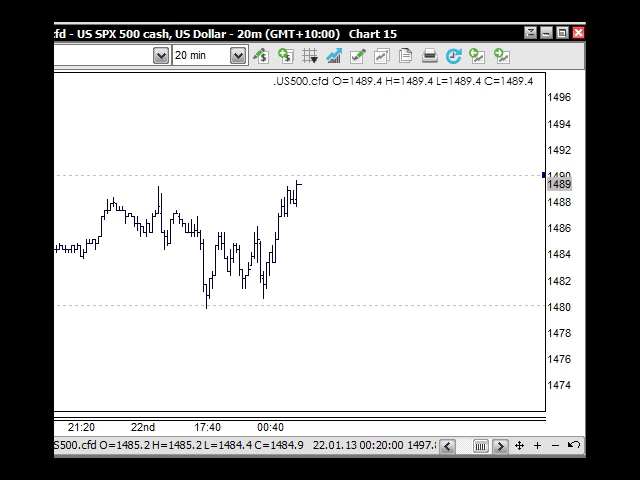 cfd - US SPX 500 cash, US Dollar - 20m (GMT+10:00) Chart 15
20 min
.US500.cfd O=1489.4 H=1489.4 L=1489.4 C=1489.4
1496
1494
1492
1490
1489
1488
1486
1484
1482
1480
1478
1476
1474
21:20 22nd 17:40 00:40
S500.cfd O=1485.2 H=1485.2 L=1484.4 C=1484.9 22.01.13 00:20:00 1497.